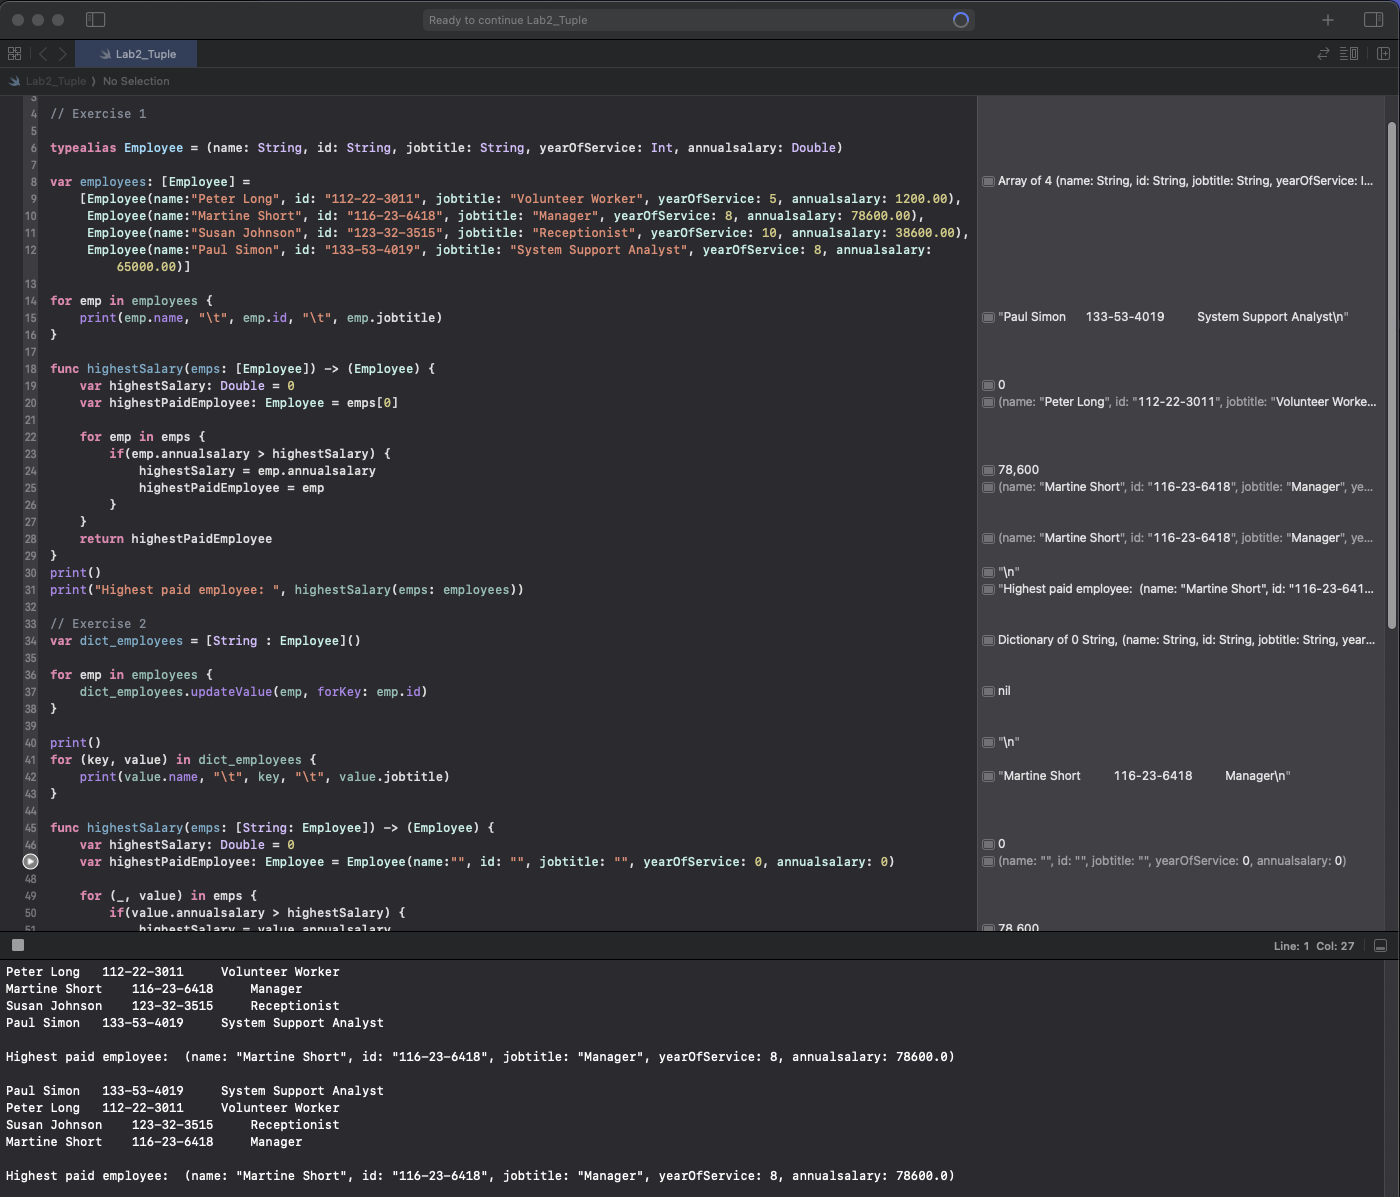 Ready to continue Lab2_Tuple
Lab2_Tuple
Lab2_Tuple ⟩ No Selection
3
4 // Exercise 1
5
6 typealias Employee = (name: String, id: String, jobtitle: String, yearOfService: Int, annualsalary: Double)
7
8 var employees: [Employee] =
Array of 4 (name: String, id: String, jobtitle: String, yearOfService: I...
9 [Employee(name:"Peter Long", id: "112-22-3011", jobtitle: "Volunteer Worker", yearOfService: 5, annualsalary: 1200.00),
10 Employee(name:"Martine Short", id: "116-23-6418", jobtitle: "Manager", yearOfService: 8, annualsalary: 78600.00),
11 Employee(name:"Susan Johnson", id: "123-32-3515", jobtitle: "Receptionist", yearOfService: 10, annualsalary: 38600.00),
12 Employee(name:"Paul Simon", id: "133-53-4019", jobtitle: "System Support Analyst", yearOfService: 8, annualsalary:
65000.00)]
13
14 for emp in employees {
15 print(emp.name, "\t", emp.id, "\t", emp.jobtitle)
"Paul Simon 133-53-4019 System Support Analyst\n"
16 }
17
18 func highestSalary(emps: [Employee]) -> (Employee) {
19 var highestSalary: Double = 0
0
20 var highestPaidEmployee: Employee = emps[0]
(name: "Peter Long", id: "112-22-3011", jobtitle: "Volunteer Worke...
21
22 for emp in emps {
23 if(emp.annualsalary > highestSalary) {
24 highestSalary = emp.annualsalary
78,600
25 highestPaidEmployee = emp
(name: "Martine Short", id: "116-23-6418", jobtitle: "Manager", ye...
26 }
27 }
28 return highestPaidEmployee
(name: "Martine Short", id: "116-23-6418", jobtitle: "Manager", ye...
29 }
30 print()
"\n"
31 print("Highest paid employee: ", highestSalary(emps: employees))
"Highest paid employee: (name: "Martine Short", id: "116-23-641...
32
33 // Exercise 2
34 var dict_employees = [String : Employee]()
Dictionary of 0 String, (name: String, id: String, jobtitle: String, year...
35
36 for emp in employees {
37 dict_employees.updateValue(emp, forKey: emp.id)
nil
38 }
39
40 print()
"\n"
41 for (key, value) in dict_employees {
42 print(value.name, "\t", key, "\t", value.jobtitle)
"Martine Short 116-23-6418 Manager\n"
43 }
44
45 func highestSalary(emps: [String: Employee]) -> (Employee) {
46 var highestSalary: Double = 0
0
var highestPaidEmployee: Employee = Employee(name:"", id: "", jobtitle: "", yearOfService: 0, annualsalary: 0)
(name: "", id: "", jobtitle: "", yearOfService: 0, annualsalary: 0)
48
49 for (_, value) in emps {
50 if(value.annualsalary > highestSalary) {
51 highestSalary = value.annualsalary
78,600
Line: 1 Col: 27
Peter Long 112-22-3011 Volunteer Worker
Martine Short 116-23-6418 Manager
Susan Johnson 123-32-3515 Receptionist
Paul Simon 133-53-4019 System Support Analyst
Highest paid employee: (name: "Martine Short", id: "116-23-6418", jobtitle: "Manager", yearOfService: 8, annualsalary: 78600.0)
Paul Simon 133-53-4019 System Support Analyst
Peter Long 112-22-3011 Volunteer Worker
Susan Johnson 123-32-3515 Receptionist
Martine Short 116-23-6418 Manager
Highest paid employee: (name: "Martine Short", id: "116-23-6418", jobtitle: "Manager", yearOfService: 8, annualsalary: 78600.0)